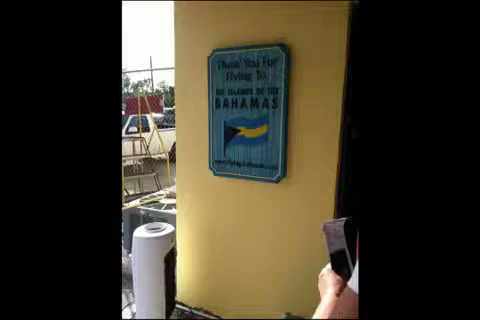 Thank You For
Flying To
THE ISLANDS OF THE
BAHAMAS